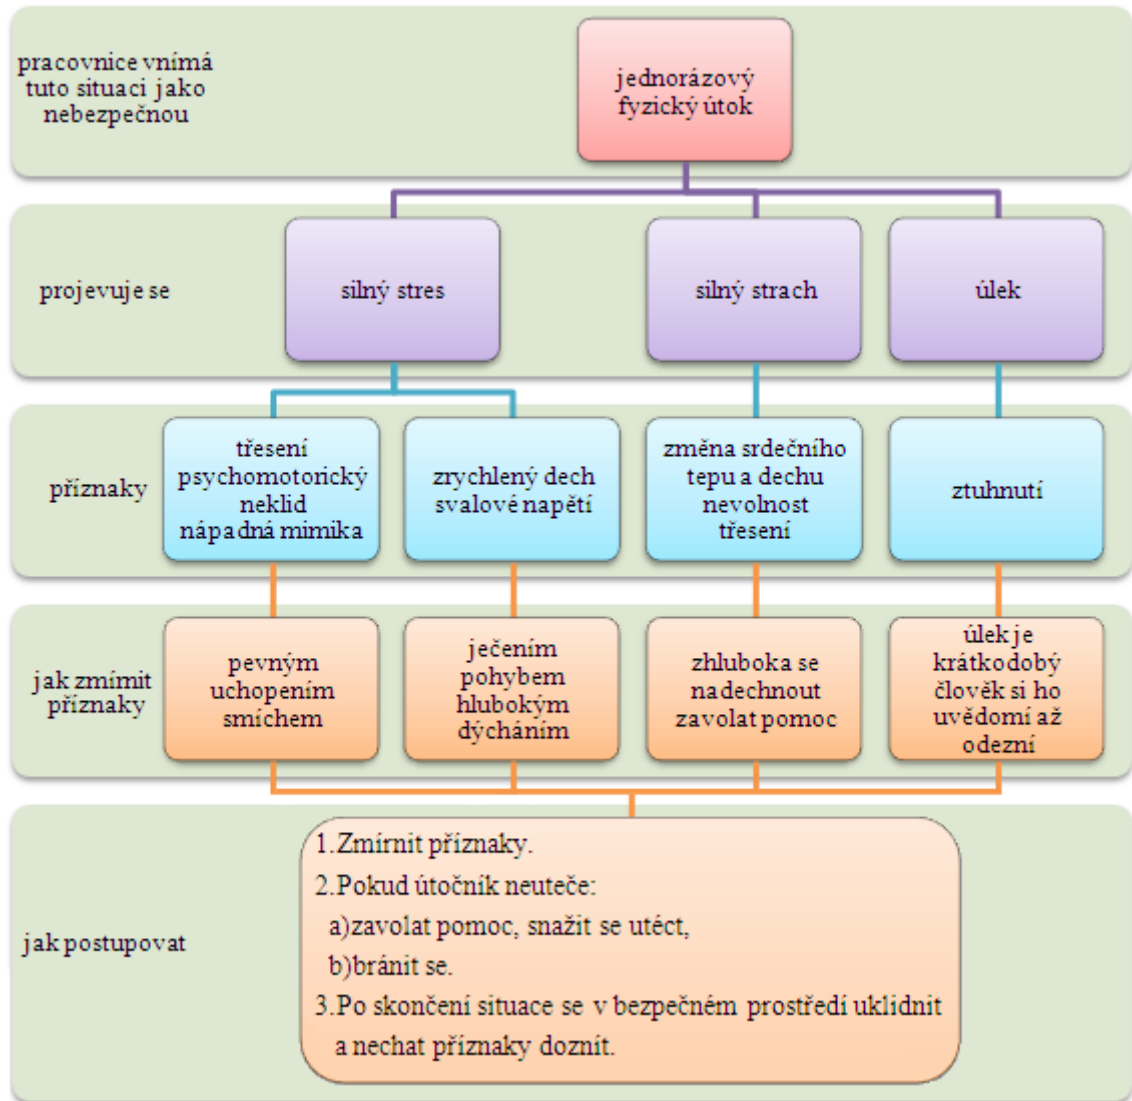 pracovnice vnímá
tuto situaci jako
nebezpečnou
jednorázový
fyzický útok
projevuje se
silný stres
silný strach
úlek
příznaky
třesení
psychomotorický
neklid
nápadná mimika
zrychlený dech
svalové napětí
změna srdečního
tepu a dechu
nevolnost
třesení
ztuhnutí
jak zmímit
příznaky
pevným
uchopením
smíchem
ječením
pohybem
hlubokým
dýcháním
zhluboka se
nadechnout
zavolat pomoc
úlek je
krátkodobý
člověk si ho
uvědomí až
odezní
jak postupovat
1.Zmírnit příznaky.
2.Pokud útočník neuteče:
a)zavolat pomoc, snažit se utéct,
b)bránit se.
3.Po skončení situace se v bezpečném prostředí uklidnit
a nechat příznaky doznít.